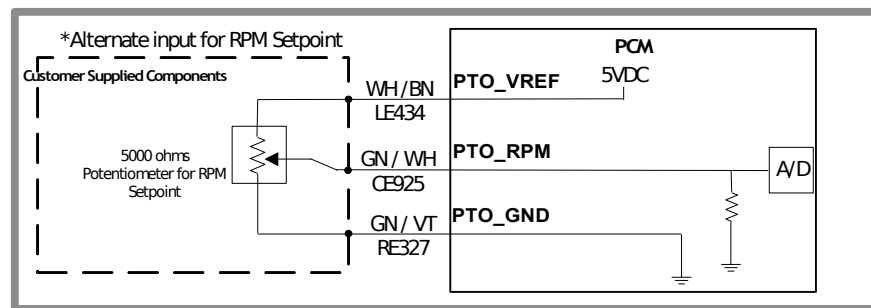 *Alternate input for RPM Setpoint
Customer Supplied Components
PCM
5VDC
WH / BN
PTO_VREF
LE434
5000 ohms
Potentiometer for RPM
Setpoint
GN / WH
PTO_RPM
CE925
A/D
GN / VT
PTO_GND
RE327